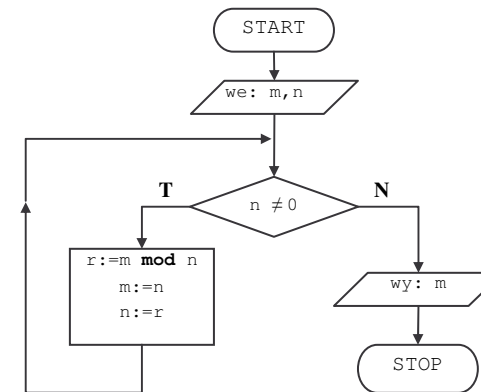 START
we: m,n
n ≠ 0
T
N
r:=m mod n
m:=n
n:=r
wy: m
STOP